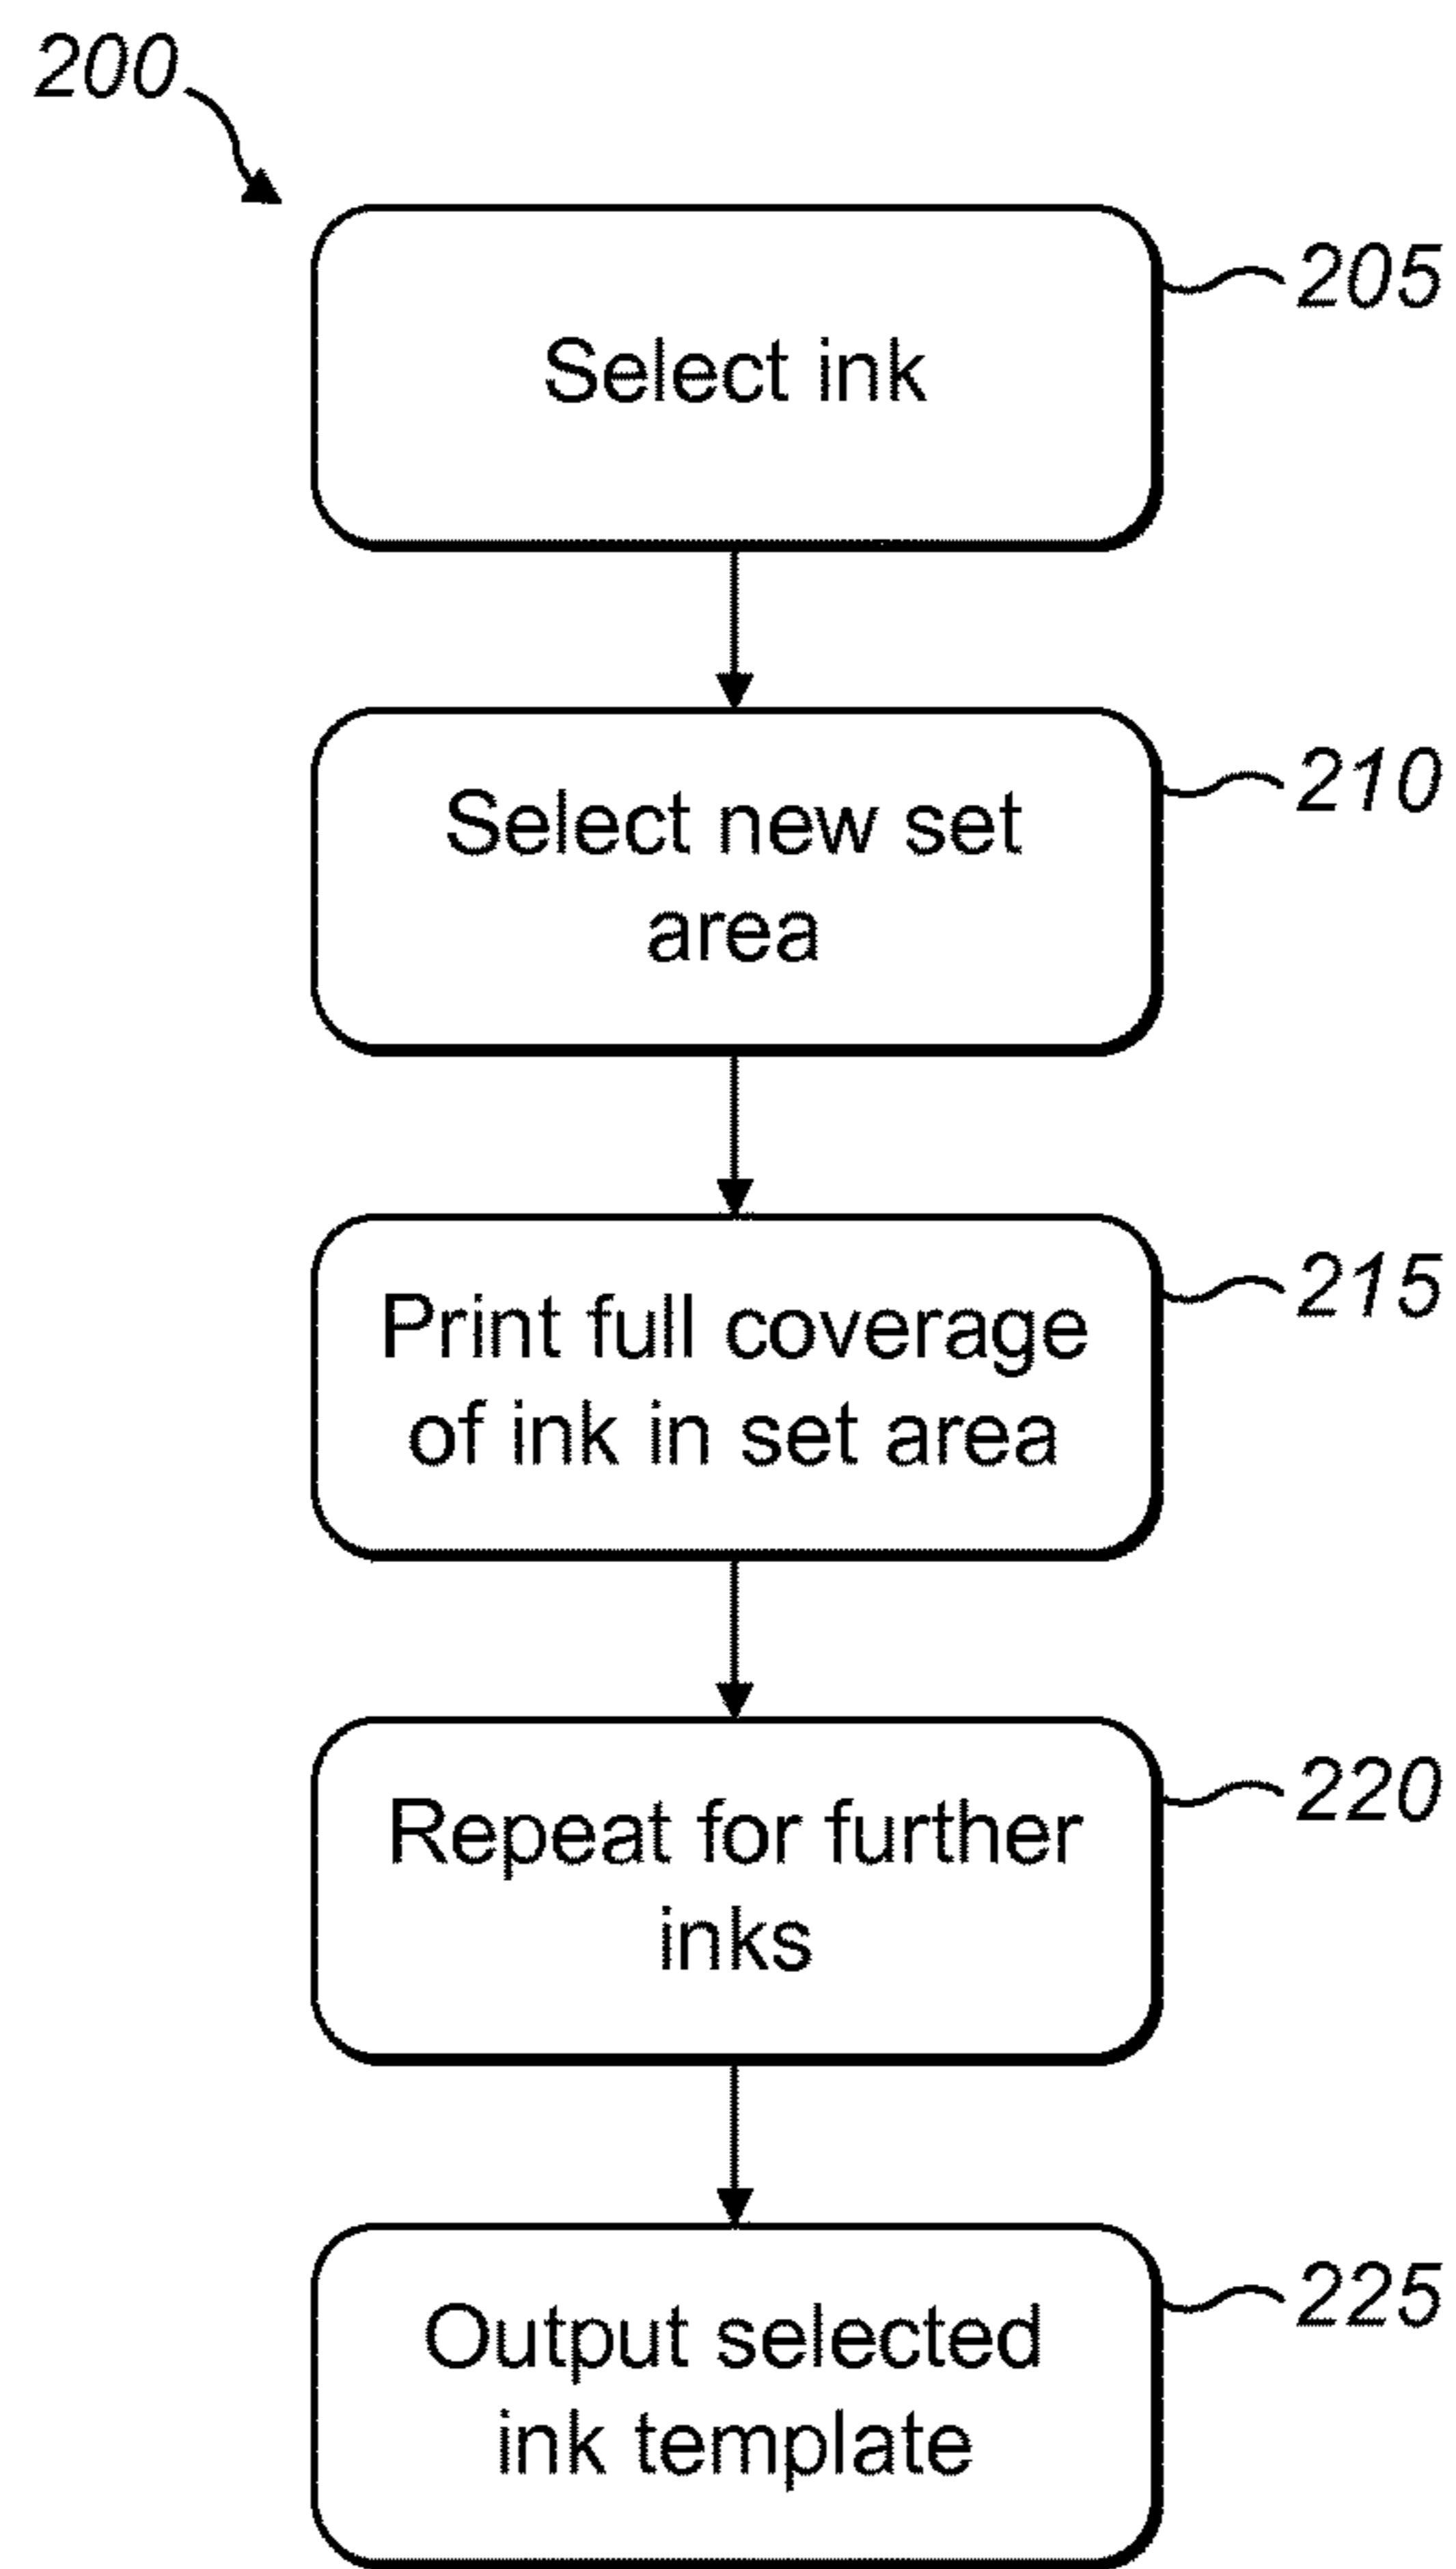 200
Select ink
205
Select new set
area
210
Print full coverage
of ink in set area
215
Repeat for further
inks
220
Output selected
ink template
225